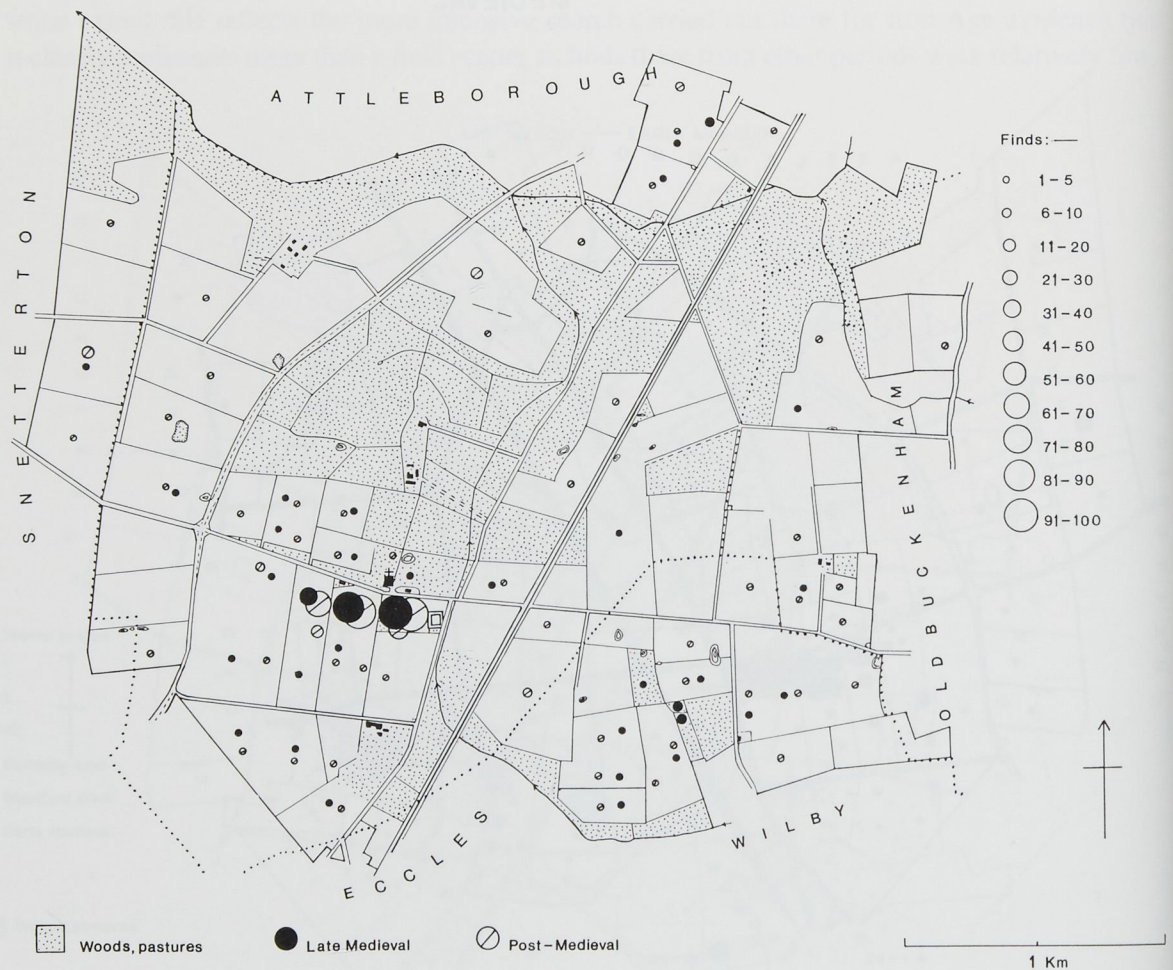 ATTLEBOROUGH
SNETTERTON
OLD BUCKENHAM
WILBY
ECCLES
Finds:—
1–5
6–10
11–20
21–30
31–40
41–50
51–60
61–70
71–80
81–90
91–100
Woods, pastures
Late Medieval
Post-Medieval
1 Km